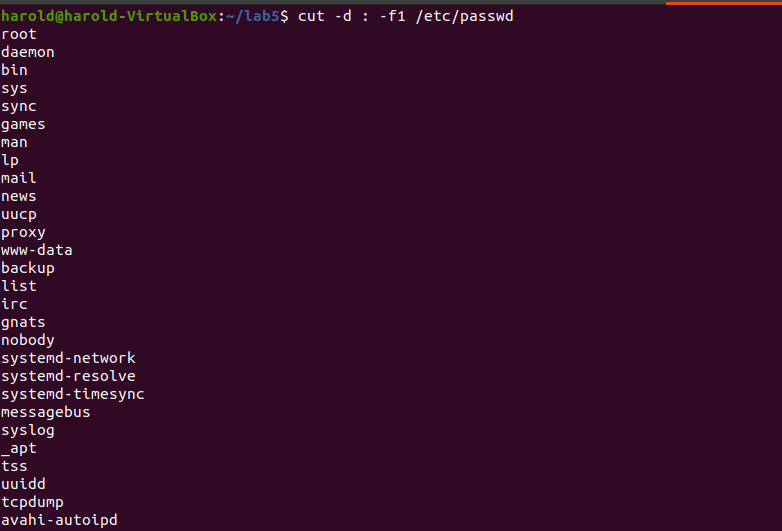 harold@harold-VirtualBox:~/lab5$ cut -d : -f1 /etc/passwd
root
daemon
bin
sys
sync
games
man
lp
mail
news
uucp
proxy
www-data
backup
list
irc
gnats
nobody
systemd-network
systemd-resolve
systemd-timesync
messagebus
syslog
_apt
tss
uuidd
tcpdump
avahi-autoipd